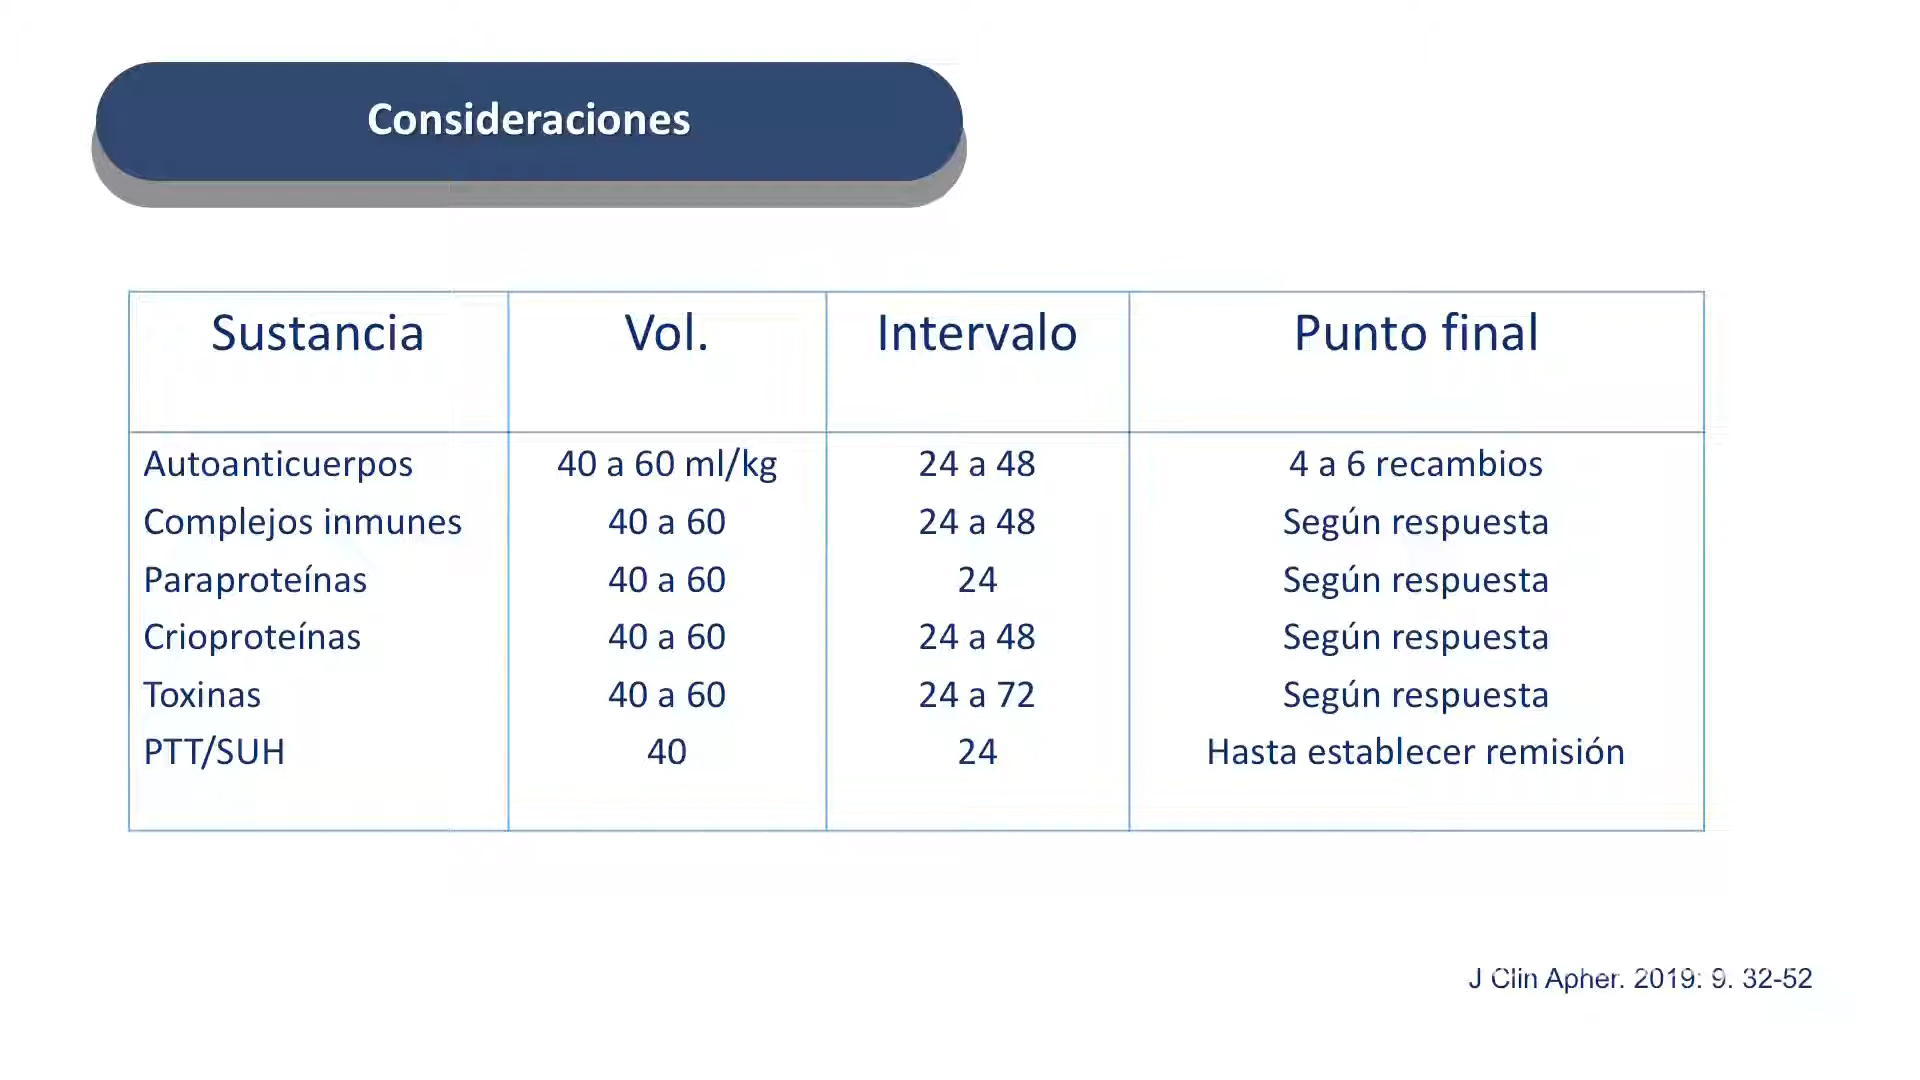 Consideraciones
Sustancia Vol. Intervalo Punto final
Autoanticuerpos 40 a 60 ml/kg 24 a 48 4 a 6 recambios
Complejos inmunes 40 a 60 24 a 48 Según respuesta
Paraproteínas 40 a 60 24 Según respuesta
Crioproteínas 40 a 60 24 a 48 Según respuesta
Toxinas 40 a 60 24 a 72 Según respuesta
PTT/SUH 40 24 Hasta establecer remisión
J Clin Apher. 2019: 9. 32-52